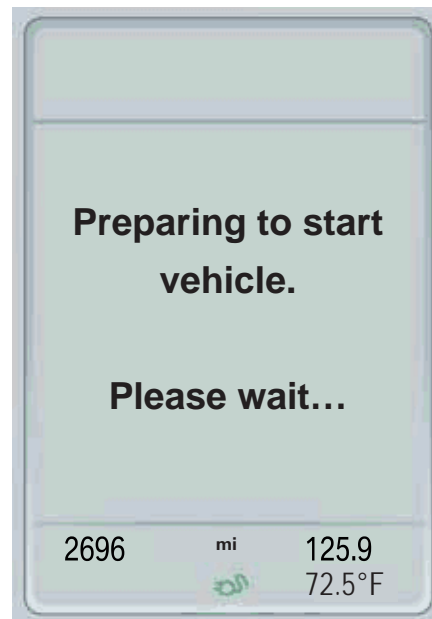 Preparing to start
vehicle.
Please wait...
2696 mi 125.9
72.5°F